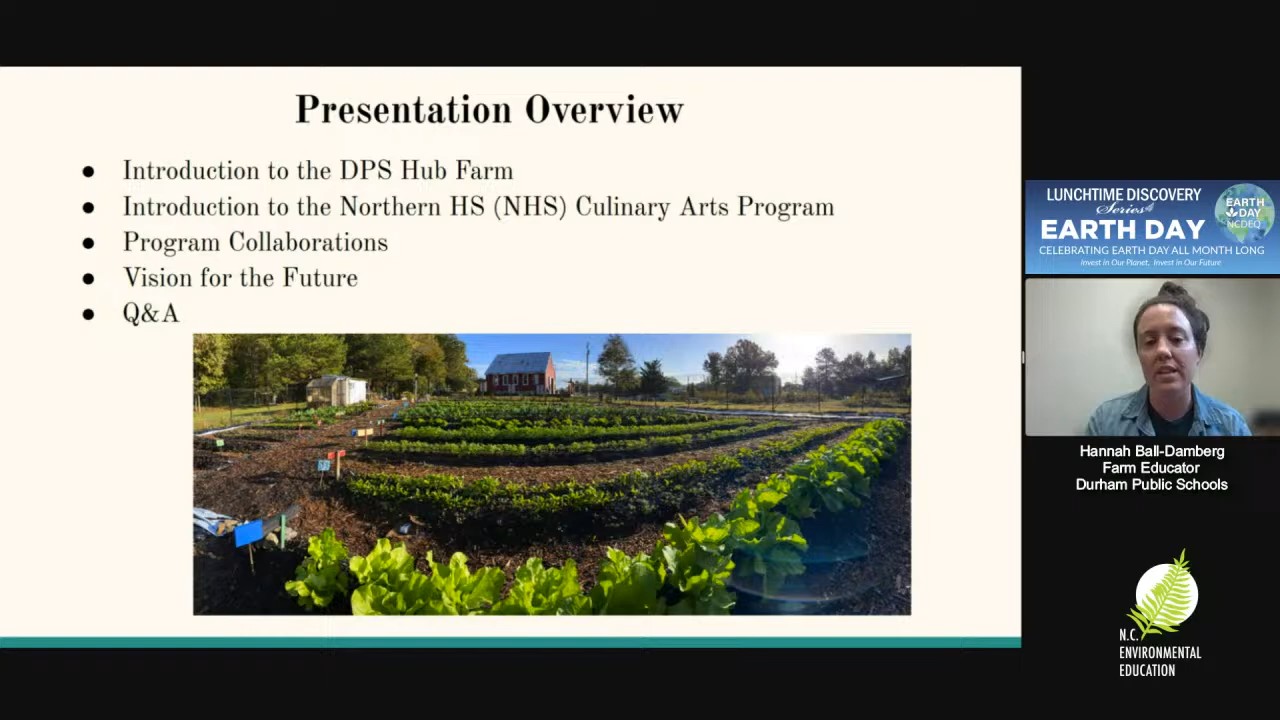 Presentation Overview
● Introduction to the DPS Hub Farm
● Introduction to the Northern HS (NHS) Culinary Arts Program
● Program Collaborations
● Vision for the Future
● Q&A
LUNCHTIME DISCOVERY
Series
EARTH DAY
CELEBRATING EARTH DAY ALL MONTH LONG
Invest in Our Planet, Invest in Our Future
EARTH
DAY
NCDEQ
Hannah Ball-Damberg
Farm Educator
Durham Public Schools
N.C.
ENVIRONMENTAL
EDUCATION